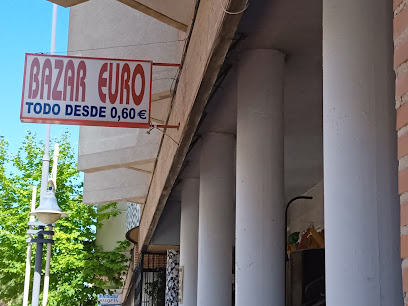 BAZAR EURO
TODO DESDE 0,60€